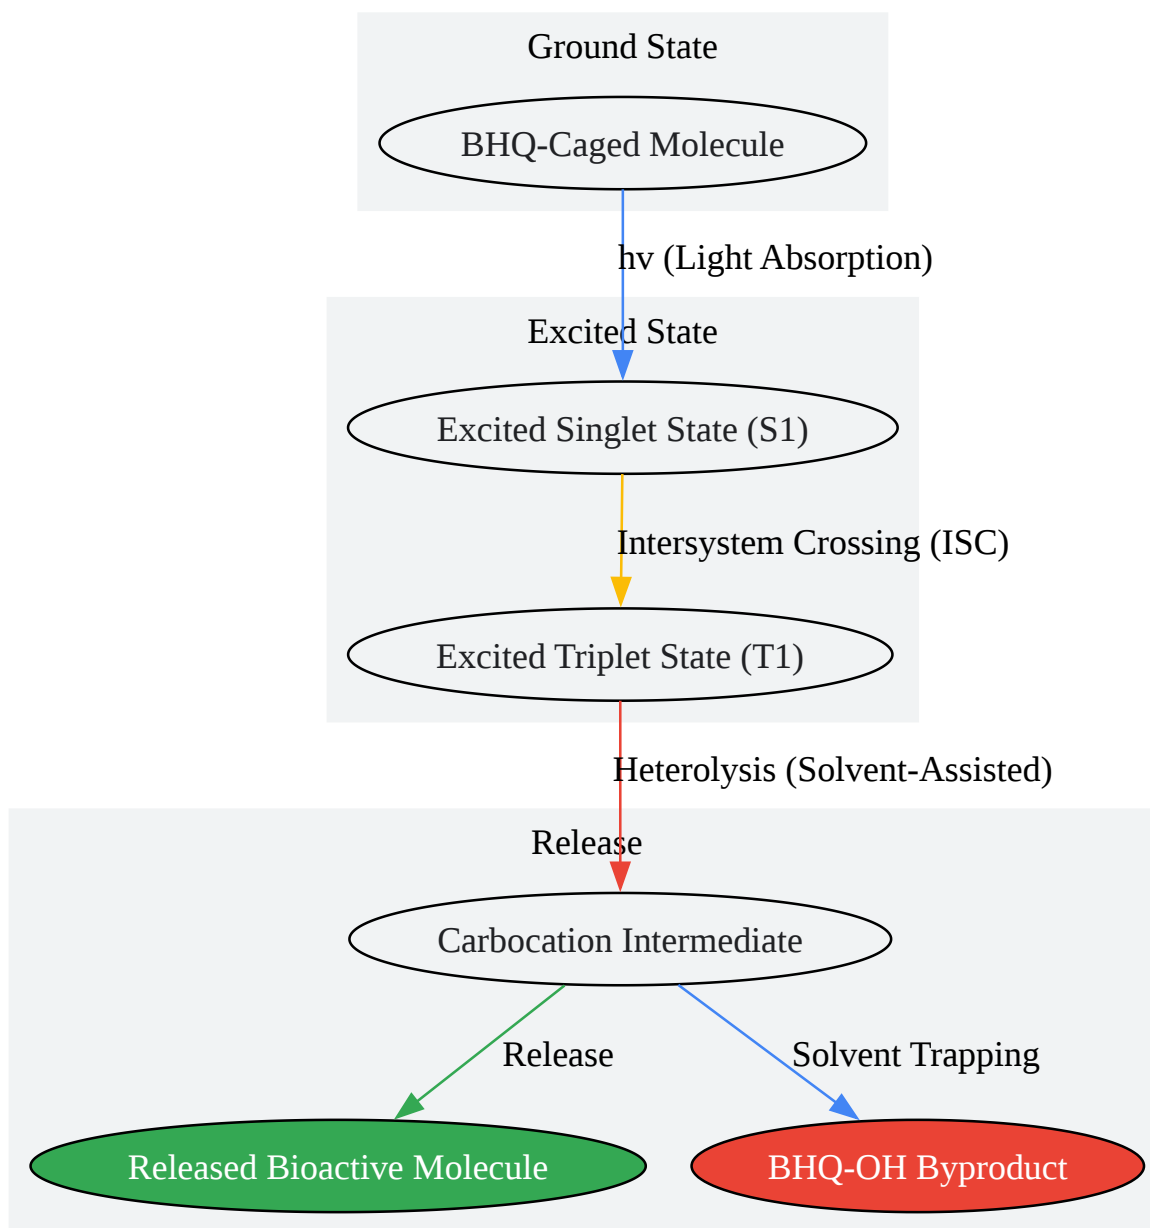 Ground State
BHQ-Caged Molecule
hv (Light Absorption)
Excited State
Excited Singlet State (S1)
Intersystem Crossing (ISC)
Excited Triplet State (T1)
Heterolysis (Solvent-Assisted)
Release
Carbocation Intermediate
Release
Solvent Trapping
Released Bioactive Molecule
BHQ-OH Byproduct